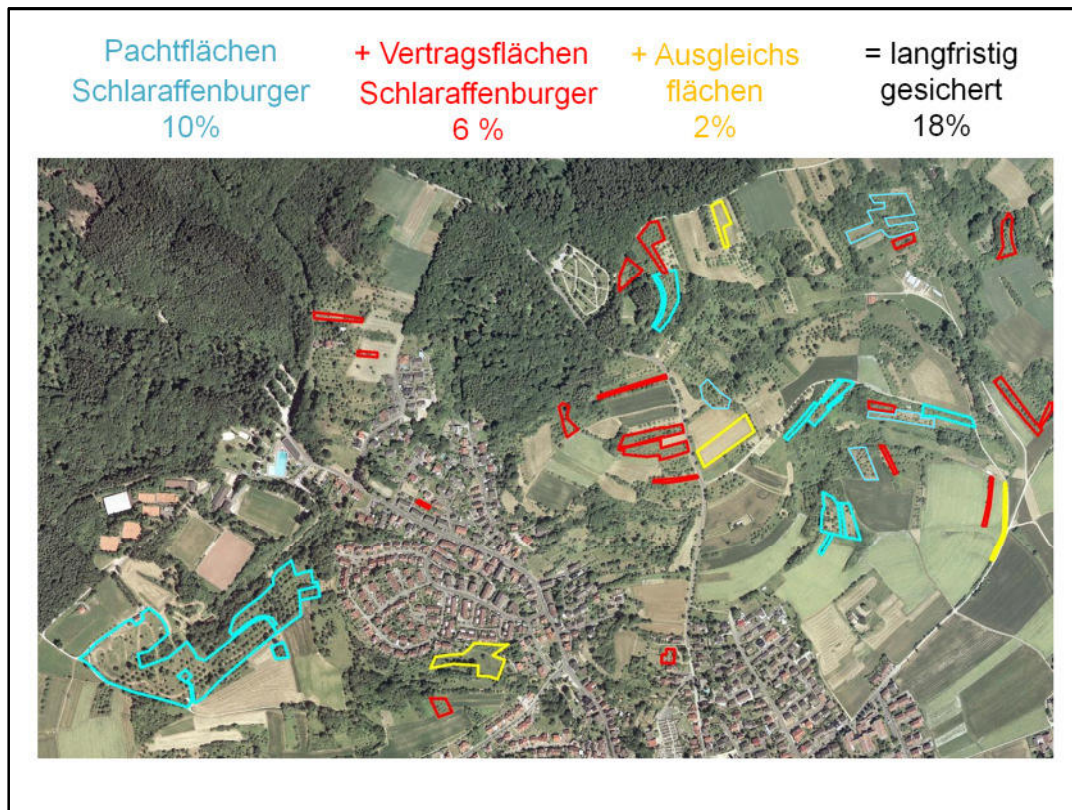 Pachtflächen
Schlaraffenburger
10%
+ Vertragsflächen
Schlaraffenburger
6 %
+ Ausgleichs
flächen
2%
= langfristig
gesichert
18%